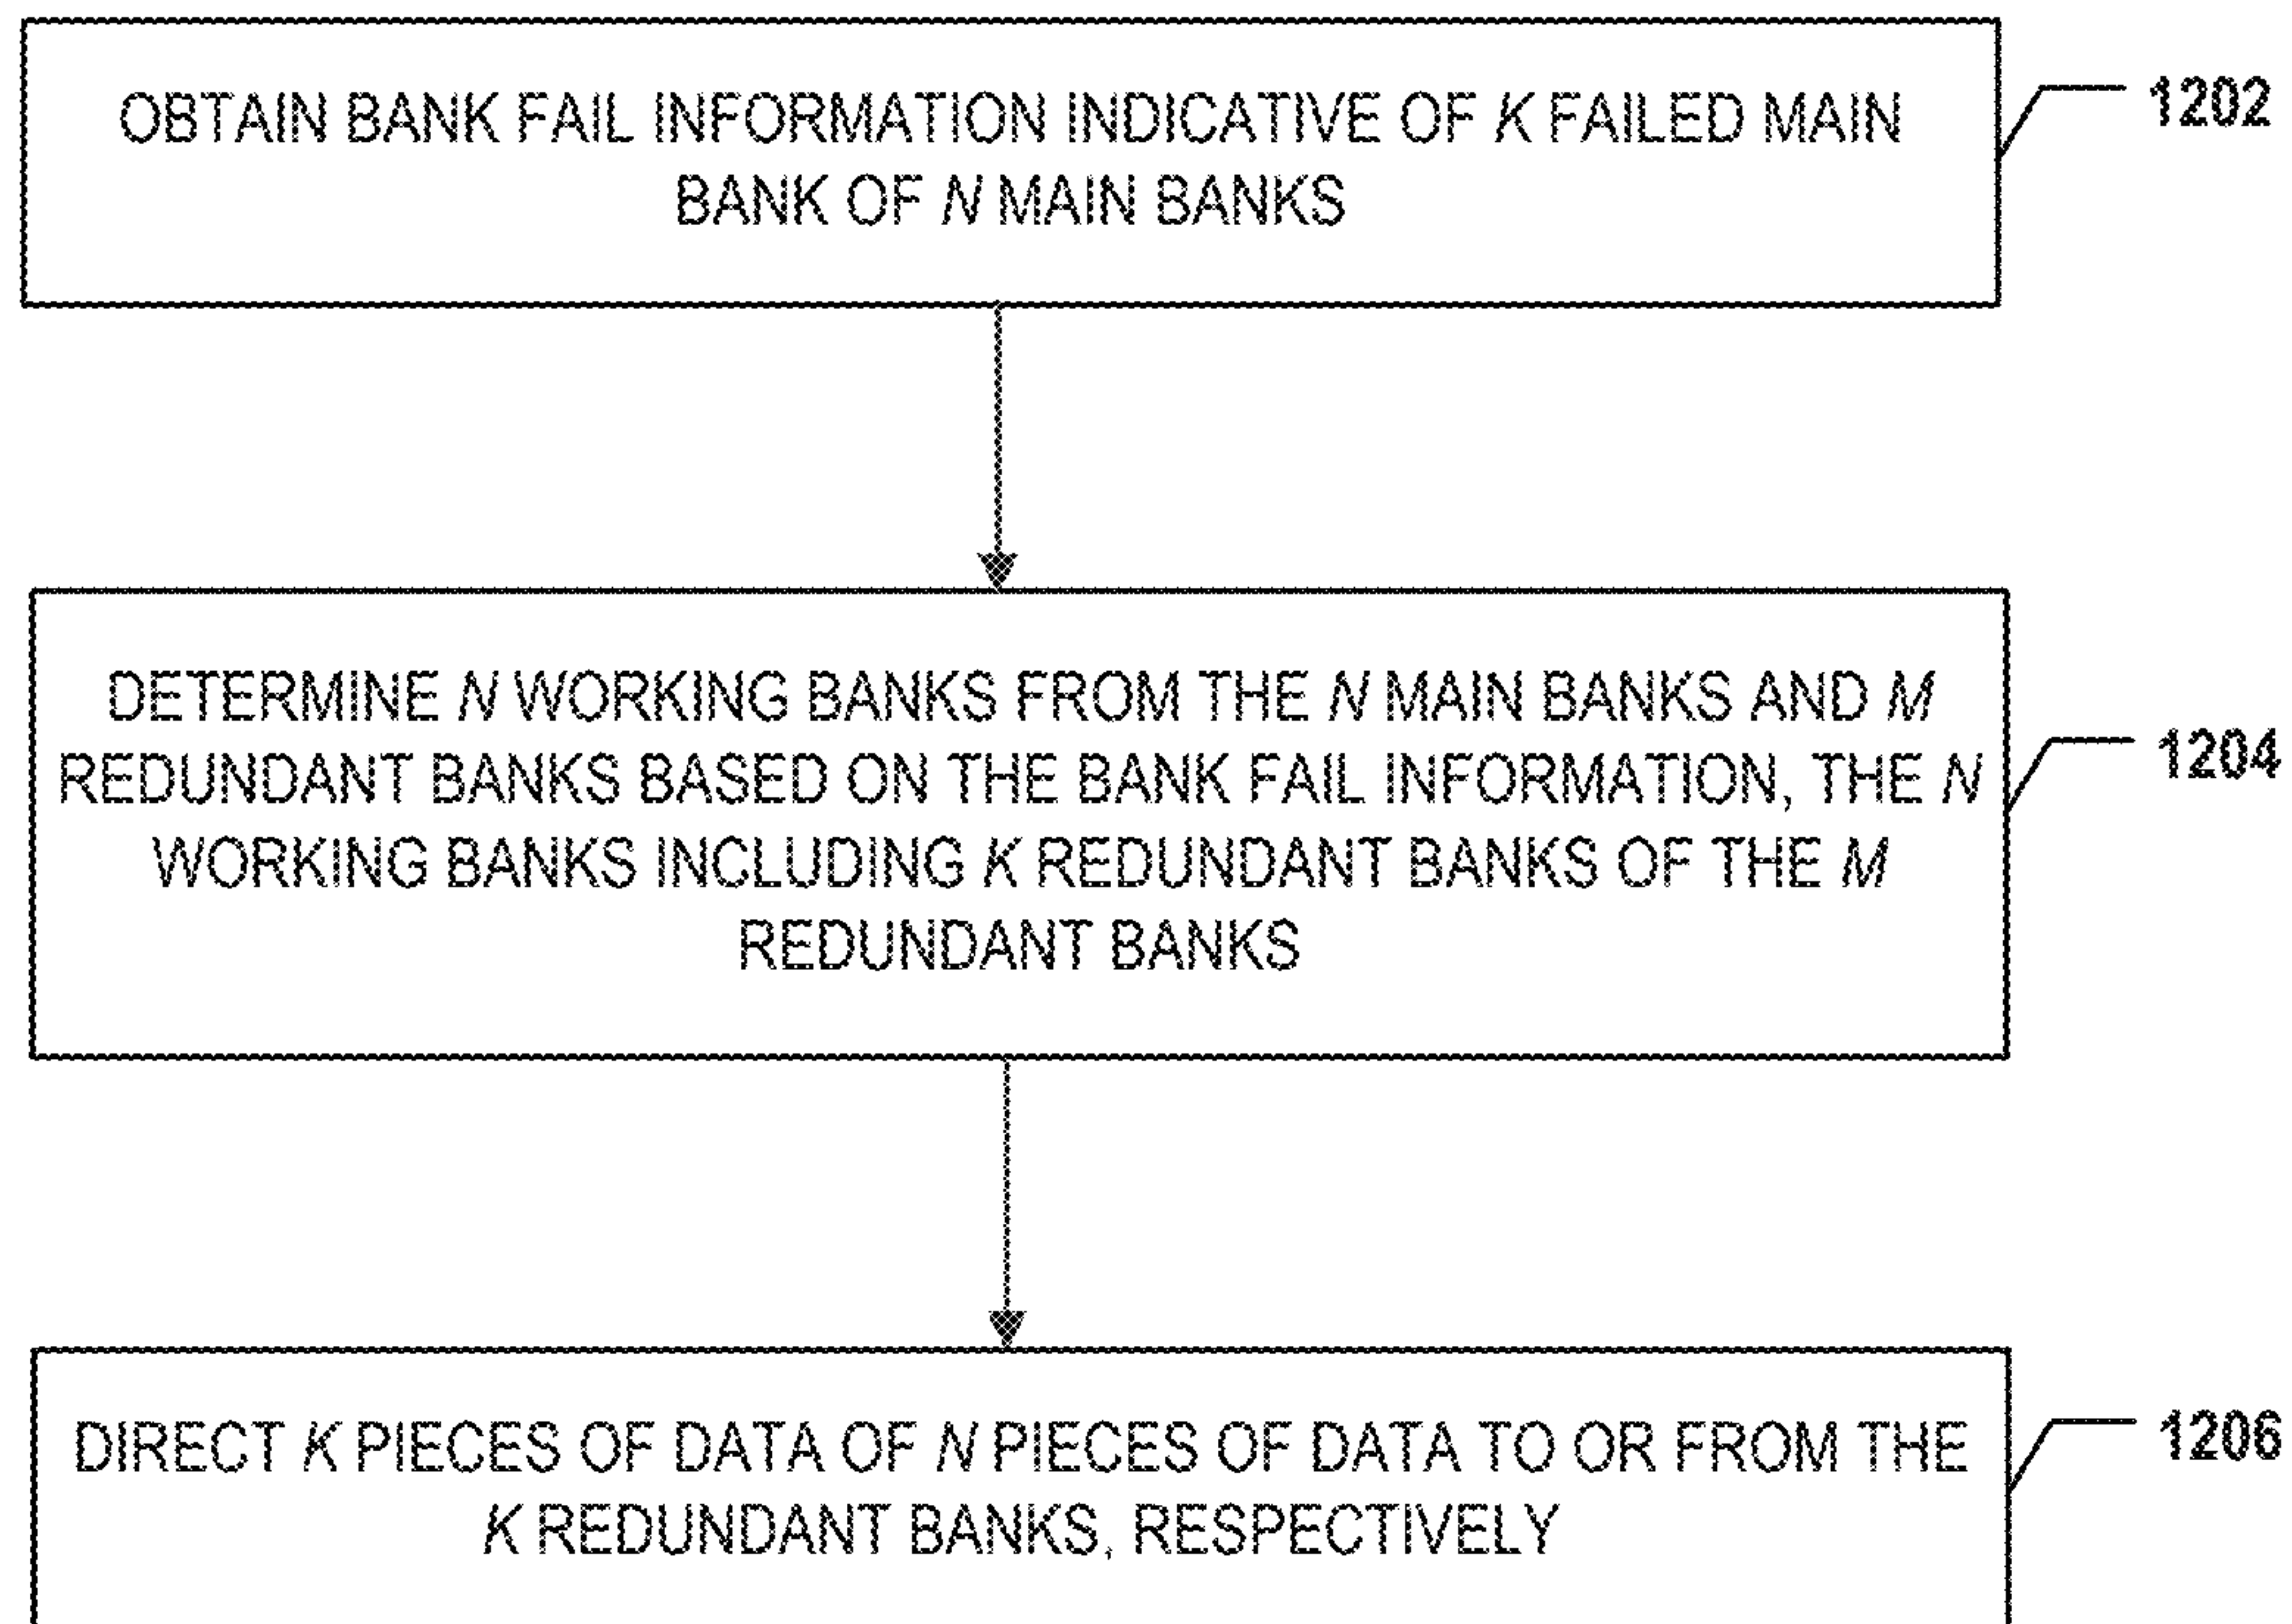 OBTAIN BANK FAIL INFORMATION INDICATIVE OF K FAILED MAIN
BANK OF N MAIN BANKS
1202
DETERMINE N WORKING BANKS FROM THE N MAIN BANKS AND M
REDUNDANT BANKS BASED ON THE BANK FAIL INFORMATION, THE N
WORKING BANKS INCLUDING K REDUNDANT BANKS OF THE M
REDUNDANT BANKS
1204
DIRECT K PIECES OF DATA OF N PIECES OF DATA TO OR FROM THE
K REDUNDANT BANKS, RESPECTIVELY
1206